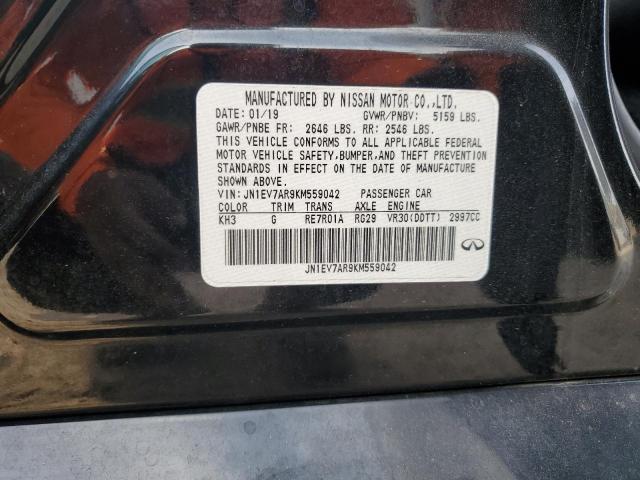 MANUFACTURED BY NISSAN MOTOR CO.,LTD.
DATE: 01/19 GVWR/PNBV: 5159 LBS.
GAWR/PNBE FR: 2646 LBS. RR: 2546 LBS.
THIS VEHICLE CONFORMS TO ALL APPLICABLE FEDERAL
MOTOR VEHICLE SAFETY,BUMPER,AND THEFT PREVENTION
STANDARDS IN EFFECT ON THE DATE OF MANUFACTURE
SHOWN ABOVE.
VIN: JN1EV7AR9KM559042 PASSENGER CAR
COLOR TRIM TRANS AXLE ENGINE
KH3 G RE7R01A RG29 VR30(DDTT) 2997CC
JN1EV7AR9KM559042